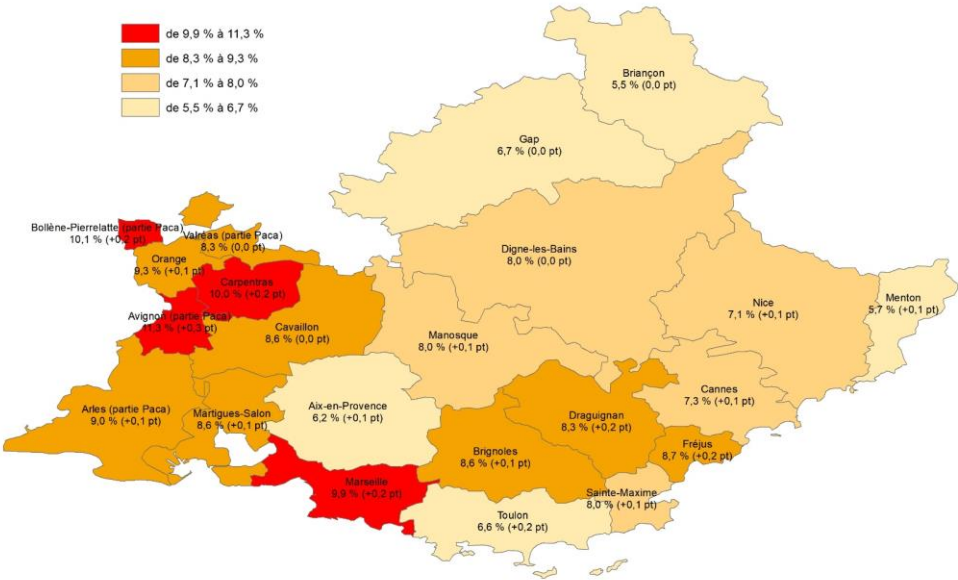 de 9,9 % à 11,3 %
de 8,3 % à 9,3 %
de 7,1 % à 8,0 %
de 5,5 % à 6,7 %
Briançon
5,5 % (0,0 pt)
Gap
6,7 % (0,0 pt)
Bollène-Pierrelatte (partie Paca)
10,1 % (+0,2 pt)
Valréas (partie Paca)
8,3 % (0,0 pt)
Orange
9,3 % (+0,1 pt)
Carpentras
10,0 % (+0,2 pt)
Digne-les-Bains
8,0 % (0,0 pt)
Nice
7,1 % (+0,1 pt)
Menton
5,7 % (+0,1 pt)
Avignon (partie Paca)
11,3 % (+0,3 pt)
Cavaillon
8,6 % (0,0 pt)
Manosque
8,0 % (+0,1 pt)
Cannes
7,3 % (+0,1 pt)
Arles (partie Paca)
9,0 % (+0,1 pt)
Martigues-Salon
8,6 % (+0,1 pt)
Aix-en-Provence
6,2 % (+0,1 pt)
Draguignan
8,3 % (+0,2 pt)
Brignoles
8,6 % (+0,1 pt)
Fréjus
8,7 % (+0,2 pt)
Marseille
9,9 % (+0,2 pt)
Sainte-Maxime
8,0 % (+0,1 pt)
Toulon
6,6 % (+0,2 pt)